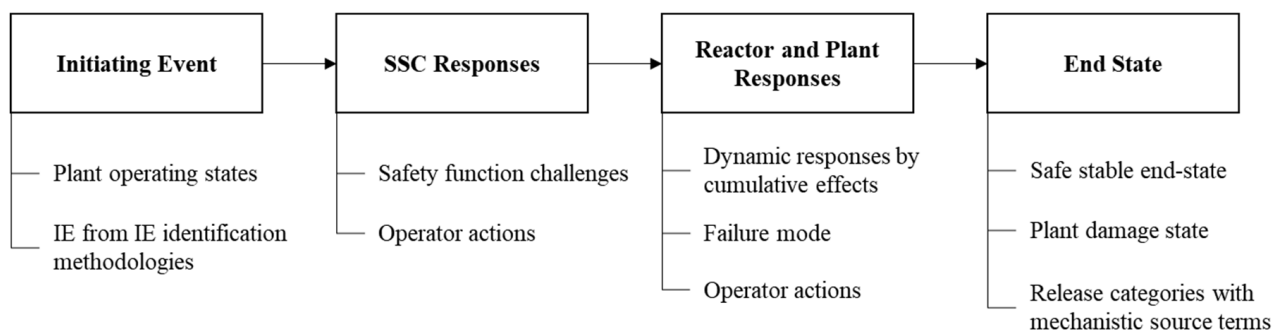 Initiating Event
SSC Responses
Reactor and Plant
Responses
End State
Plant operating states
IE from IE identification
methodologies
Safety function challenges
Operator actions
Dynamic responses by
cumulative effects
Failure mode
Operator actions
Safe stable end-state
Plant damage state
Release categories with
mechanistic source terms